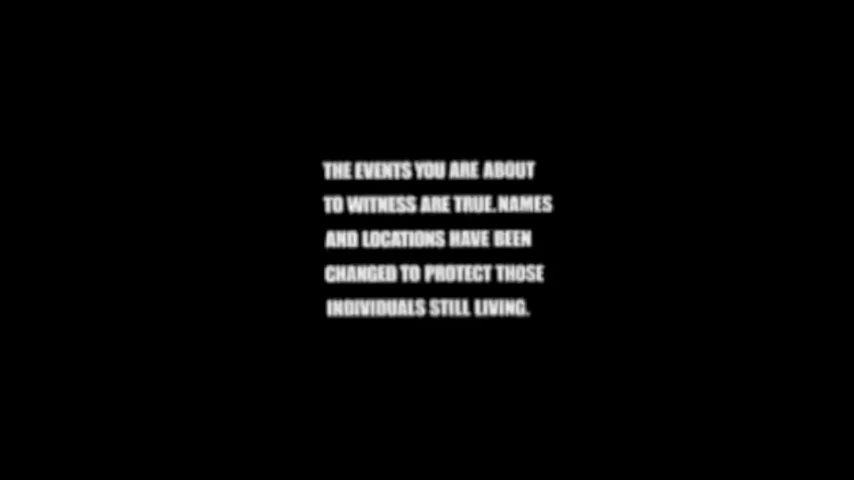 THE EVENTS YOU ARE ABOUT
TO WITNESS ARE TRUE. NAMES
AND LOCATIONS HAVE BEEN
CHANGED TO PROTECT THOSE
INDIVIDUALS STILL LIVING.